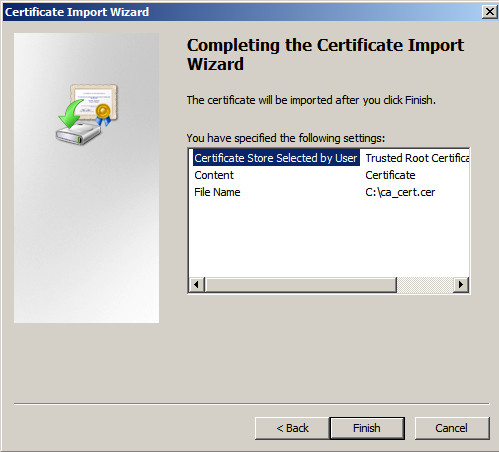 Certificate Import Wizard
Completing the Certificate Import
Wizard
The certificate will be imported after you click Finish.
You have specified the following settings:
Certificate Store Selected by User Trusted Root Certifica
Content Certificate
File Name C:\ca_cert.cer
< Back Finish Cancel